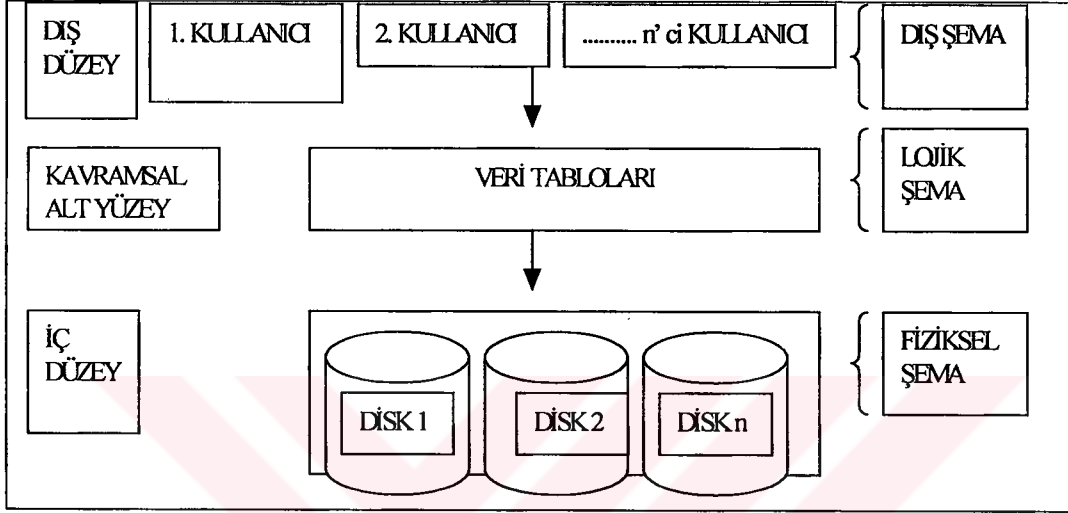 DIŞ
DÜZEY
1. KULLANICI
2. KULLANICI
.......... n' ci KULLANICI
DIŞ ŞEMA
KAVRAMSAL
ALT YÜZEY
VERİ TABLOLARI
LOJİK
ŞEMA
İÇ
DÜZEY
DİSK 1
DİSK 2
DİSK n
FİZİKSEL
ŞEMA